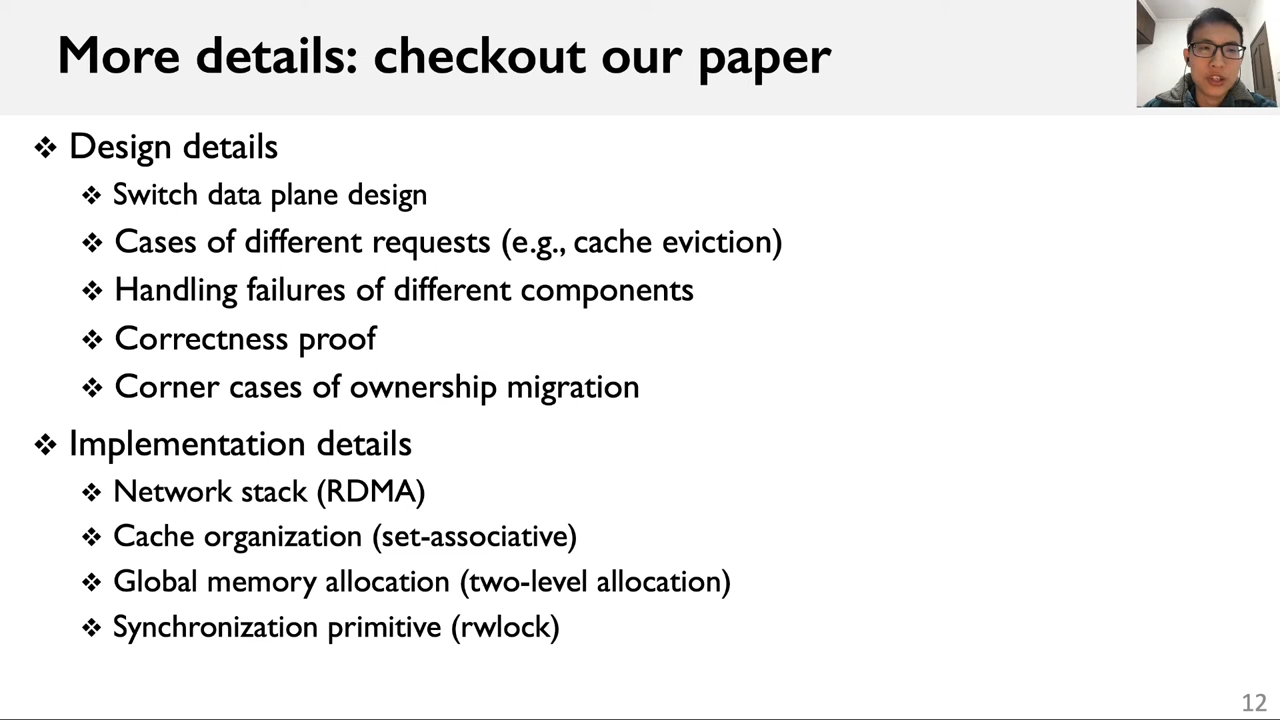 More details: checkout our paper
❖ Design details
❖ Switch data plane design
❖ Cases of different requests (e.g., cache eviction)
❖ Handling failures of different components
❖ Correctness proof
❖ Corner cases of ownership migration
❖ Implementation details
❖ Network stack (RDMA)
❖ Cache organization (set-associative)
❖ Global memory allocation (two-level allocation)
❖ Synchronization primitive (rwlock)
12